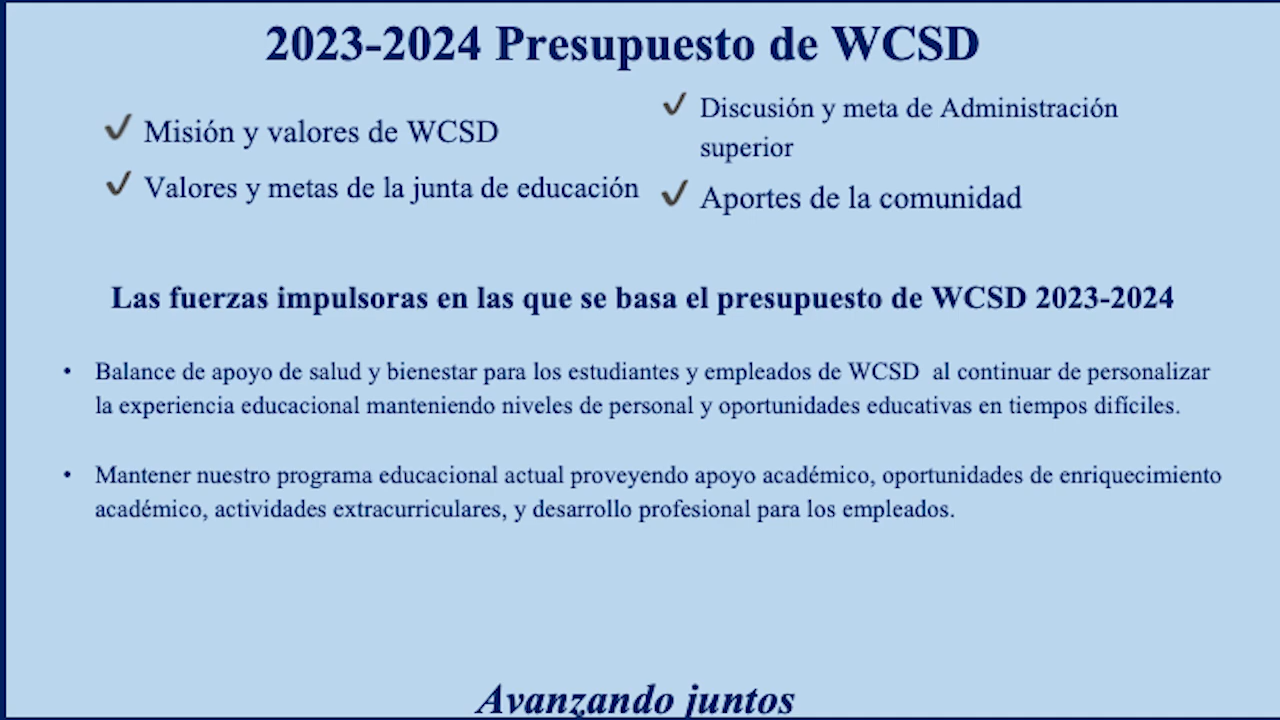 2023-2024 Presupuesto de WCSD
✓ Misión y valores de WCSD
✓ Valores y metas de la junta de educación
✓ Discusión y meta de Administración
superior
✓ Aportes de la comunidad
Las fuerzas impulsoras en las que se basa el presupuesto de WCSD 2023-2024
• Balance de apoyo de salud y bienestar para los estudiantes y empleados de WCSD al continuar de personalizar
la experiencia educacional manteniendo niveles de personal y oportunidades educativas en tiempos difíciles.
• Mantener nuestro programa educacional actual proveyendo apoyo académico, oportunidades de enriquecimiento
académico, actividades extracurriculares, y desarrollo profesional para los empleados.
Avanzando juntos